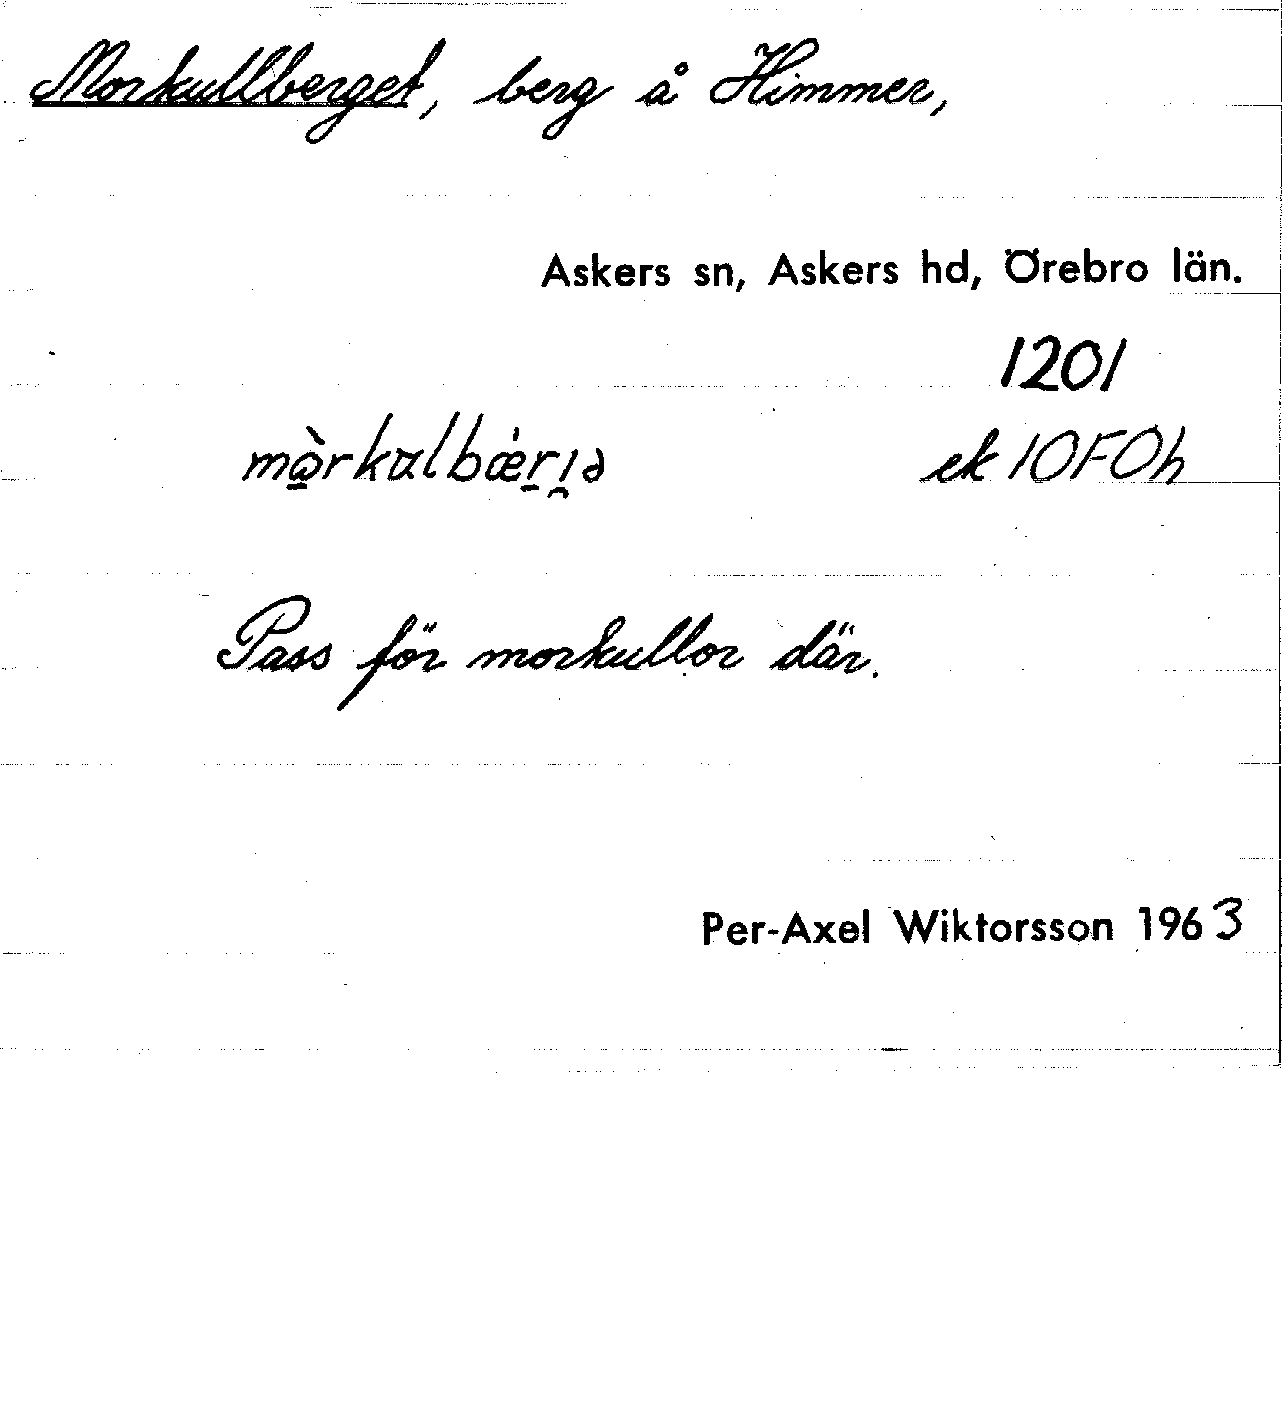 Morkullberget, berg å Himmer,
Askers sn, Askers hd, Örebro län.
1201
ek 10F0h
Pass för morkullor där.
Per-Axel Wiktorsson 1963